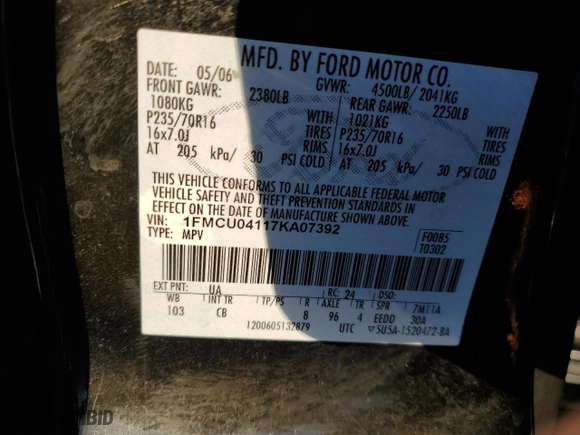 MFD. BY FORD MOTOR CO.
DATE: 05/06 GVWR: 4500LB/ 2041KG
FRONT GAWR: 2380LB REAR GAWR: 2250LB
1080KG WITH 1021KG WITH
P235/70R16 TIRES P235/70R16 TIRES
16x7.0J RIMS 16x7.0J RIMS
AT 205 kPa/ 30 PSI COLD AT 205 kPa/ 30 PSI COLD
THIS VEHICLE CONFORMS TO ALL APPLICABLE FEDERAL MOTOR
VEHICLE SAFETY AND THEFT PREVENTION STANDARDS IN
EFFECT ON THE DATE OF MANUFACTURE SHOWN ABOVE.
VIN: 1FMCU04117KA07392
TYPE: MPV
F0085
T0302
EXT PNT: UA RC: 24 DSO:
WB INT TR TP/PS R AXLE TR 7M11A
103 CB 8 96 4 EEDD 30A
1200605132879 UTC 5U5A-1520472-BA
BID